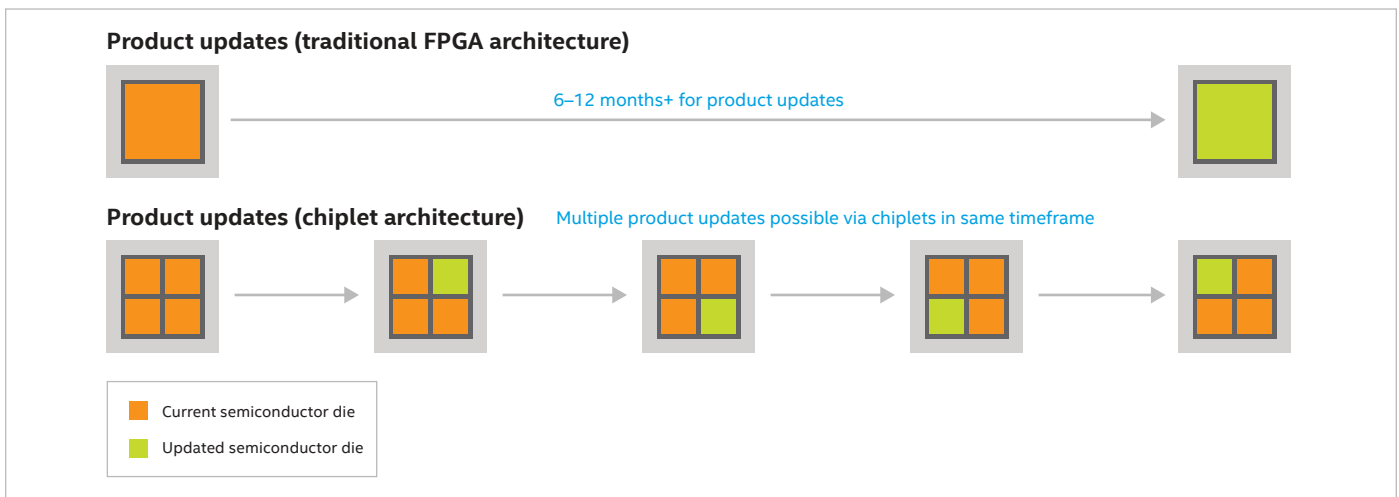 Product updates (traditional FPGA architecture)
6–12 months+ for product updates
Product updates (chiplet architecture)
Multiple product updates possible via chiplets in same timeframe
Current semiconductor die
Updated semiconductor die